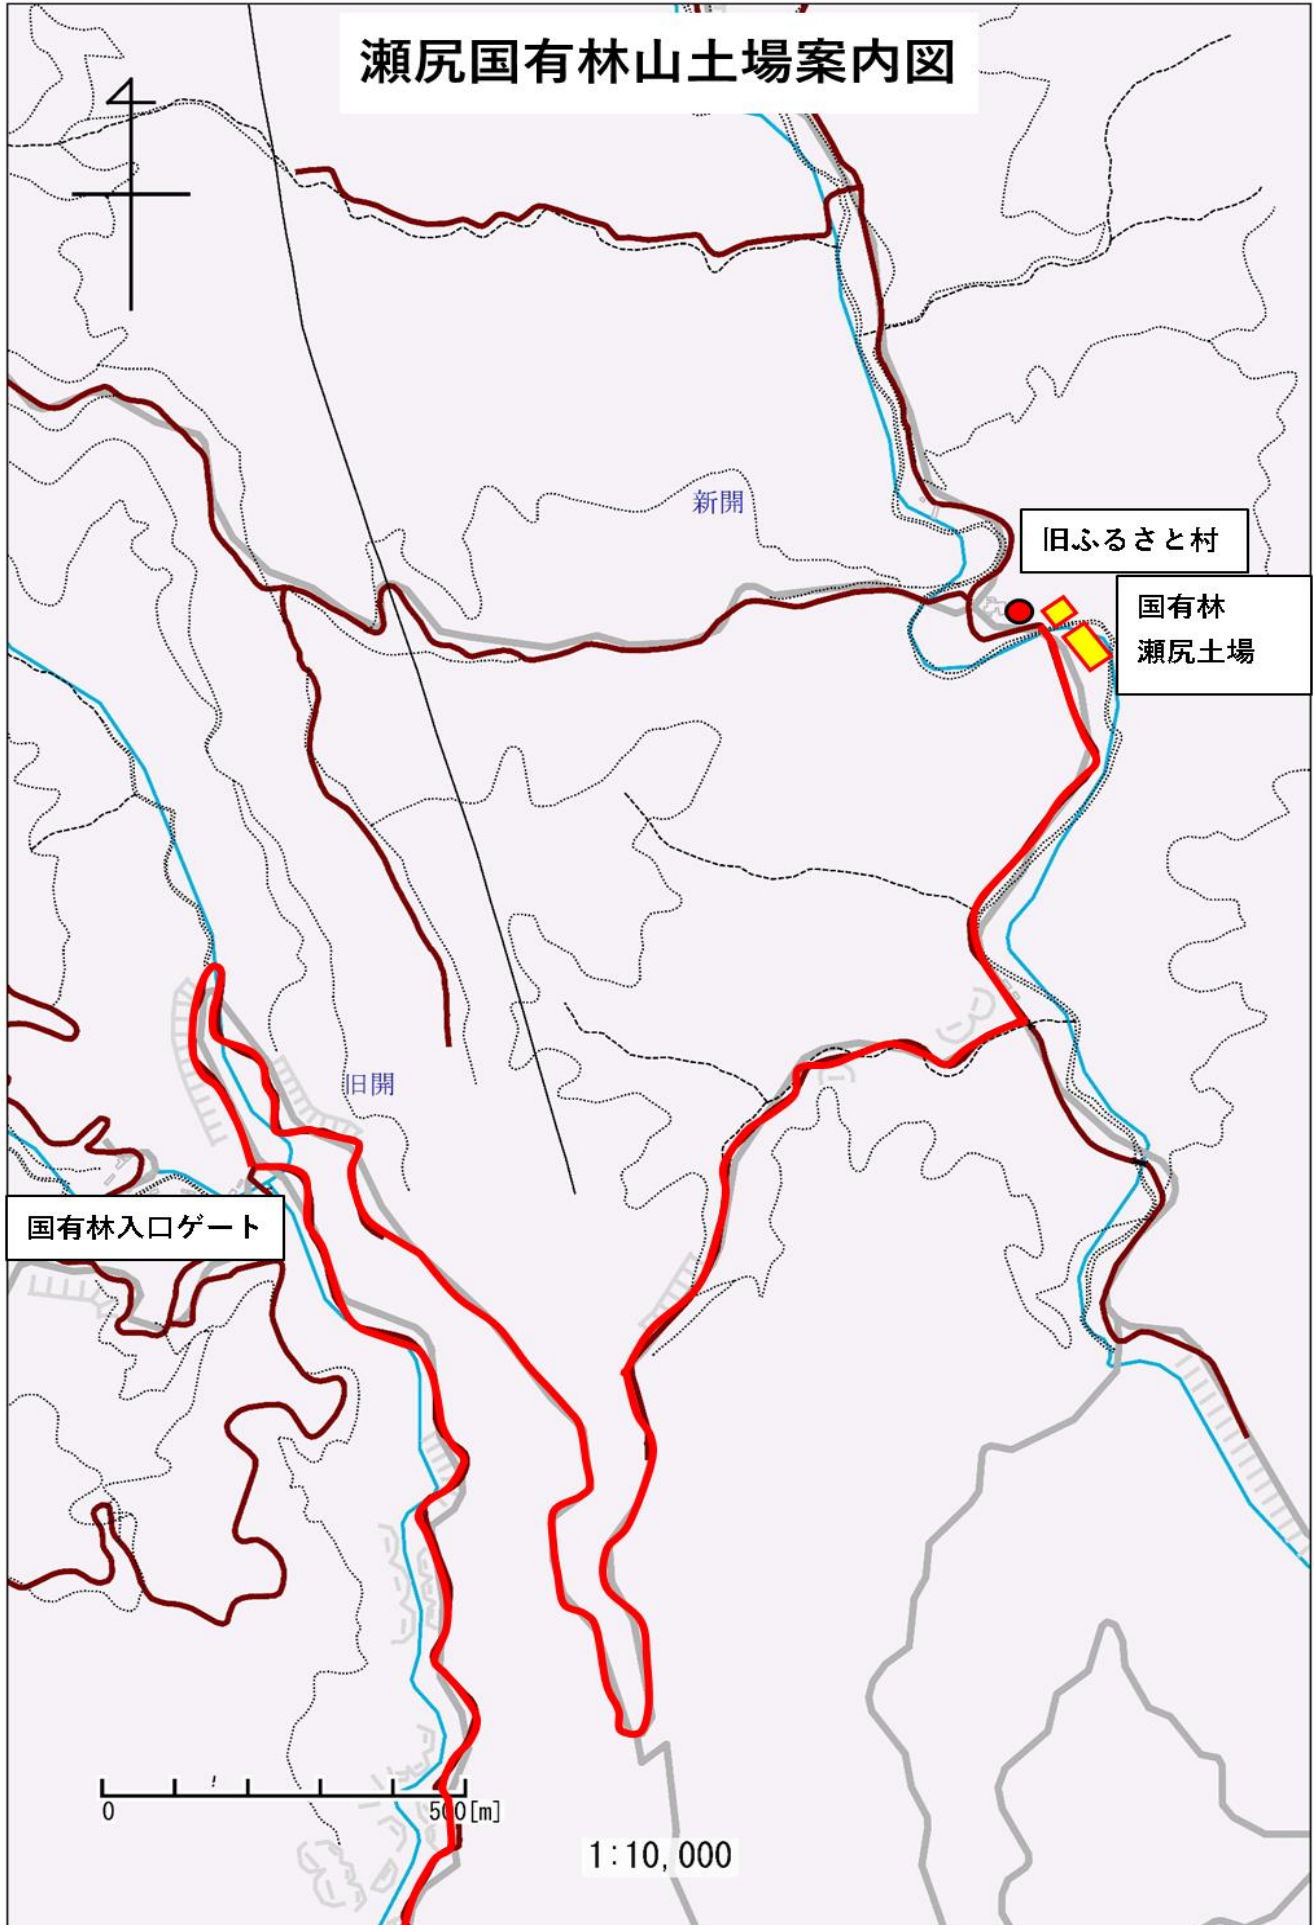 瀬尻国有林山土場案内図
新開
旧ふるさと村
国有林
瀬尻土場
旧開
国有林入口ゲート
0
500[m]
1:10,000